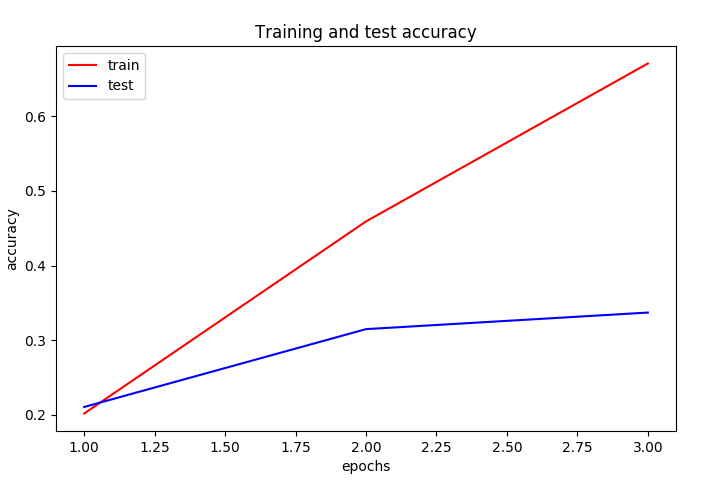 Training and test accuracy
train
test
accuracy
0.6
0.5
0.4
0.3
0.2
1.00 1.25 1.50 1.75 2.00 2.25 2.50 2.75 3.00
epochs